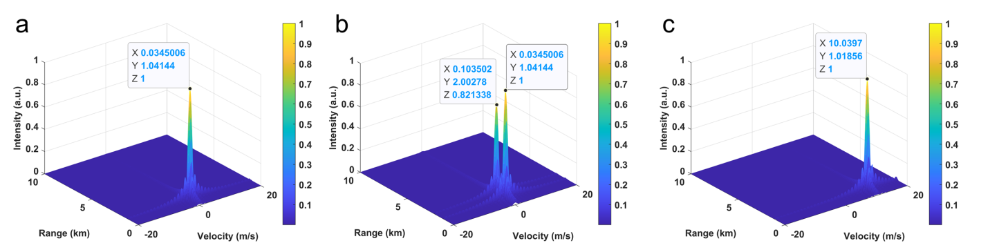 a
X 0.0345006
Y 1.04144
Z 1
1
0.8
0.6
0.4
0.2
0
Intensity (a.u.)
10
5
0
Range (km)
-20
0
20
Velocity (m/s)
1
0.9
0.8
0.7
0.6
0.5
0.4
0.3
0.2
0.1
b
X 0.103502
Y 2.00278
Z 0.821338
X 0.0345006
Y 1.04144
Z 1
1
0.8
0.6
0.4
0.2
0
Intensity (a.u.)
10
5
0
Range (km)
-20
0
20
Velocity (m/s)
1
0.9
0.8
0.7
0.6
0.5
0.4
0.3
0.2
0.1
c
X 10.0397
Y 1.01856
Z 1
1
0.8
0.6
0.4
0.2
0
Intensity (a.u.)
10
5
0
Range (km)
-20
0
20
Velocity (m/s)
1
0.9
0.8
0.7
0.6
0.5
0.4
0.3
0.2
0.1